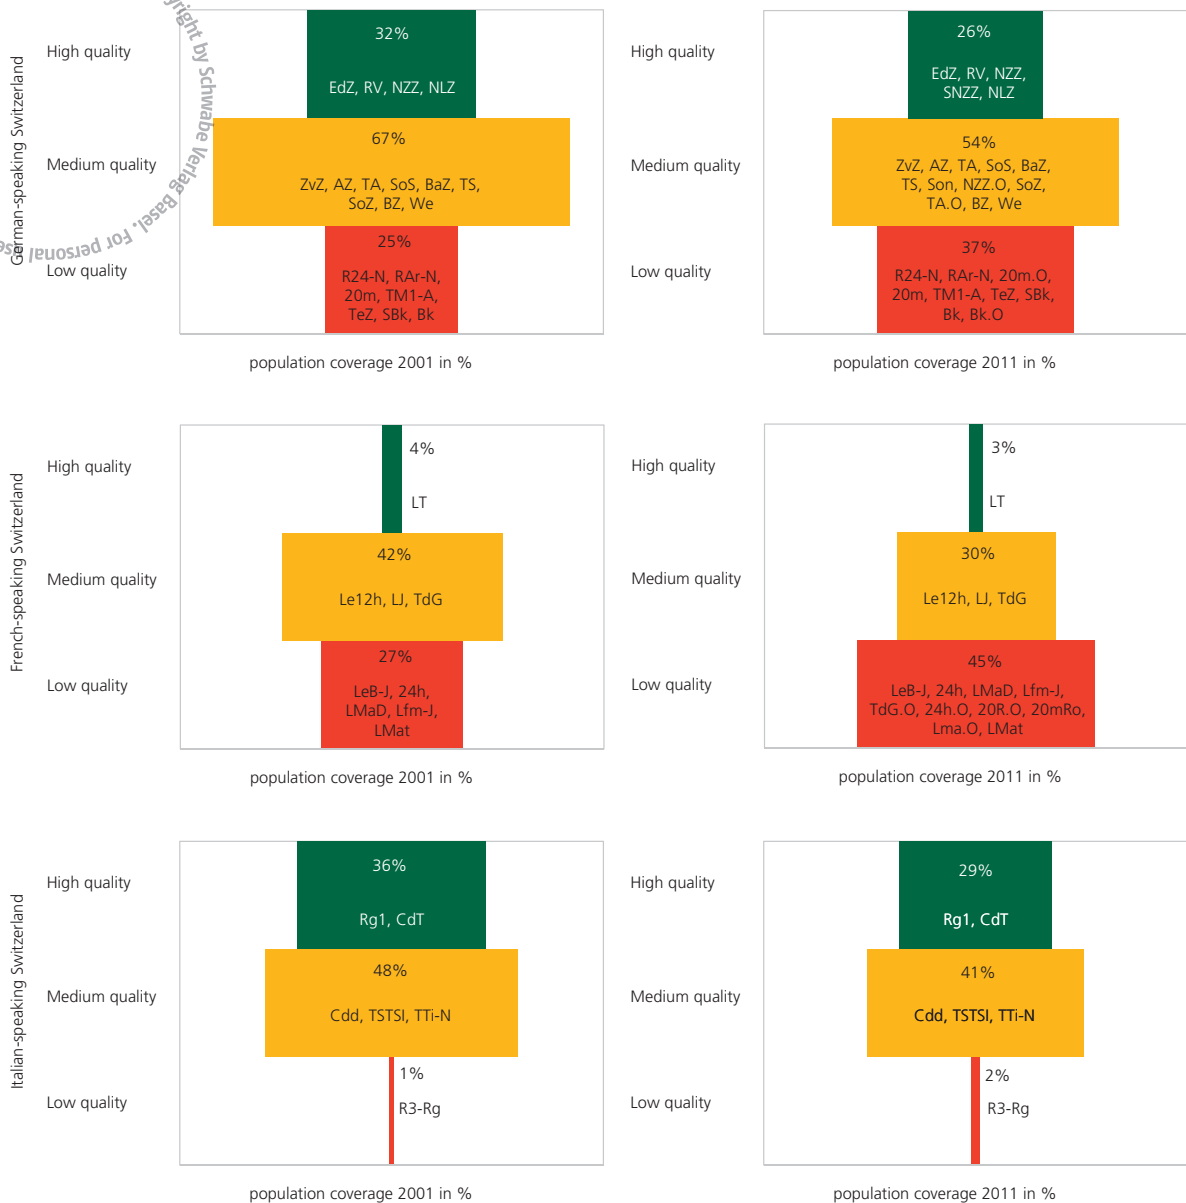 yright by Schwabe Verlag Basel. For personal use
German-speaking Switzerland
High quality
32%
EdZ, RV, NZZ, NLZ
Medium quality
67%
ZvZ, AZ, TA, SoS, BaZ, TS,
SoZ, BZ, We
Low quality
25%
R24-N, RAr-N,
20m, TM1-A,
TeZ, SBk, Bk
population coverage 2001 in %
High quality
26%
EdZ, RV, NZZ,
SNZZ, NLZ
Medium quality
54%
ZvZ, AZ, TA, SoS, BaZ,
TS, Son, NZZ.O, SoZ,
TA.O, BZ, We
Low quality
37%
R24-N, RAr-N, 20m.O,
20m, TM1-A, TeZ, SBk,
Bk, Bk.O
population coverage 2011 in %
French-speaking Switzerland
High quality
4%
LT
Medium quality
42%
Le12h, LJ, TdG
Low quality
27%
LeB-J, 24h,
LMaD, Lfm-J,
LMat
population coverage 2001 in %
High quality
3%
LT
Medium quality
30%
Le12h, LJ, TdG
Low quality
45%
LeB-J, 24h, LMaD, Lfm-J,
TdG.O, 24h.O, 20R.O, 20mRo,
Lma.O, LMat
population coverage 2011 in %
Italian-speaking Switzerland
High quality
36%
Rg1, CdT
Medium quality
48%
Cdd, TSTSI, TTi-N
Low quality
1%
R3-Rg
population coverage 2001 in %
High quality
29%
Rg1, CdT
Medium quality
41%
Cdd, TSTSI, TTi-N
Low quality
2%
R3-Rg
population coverage 2011 in %